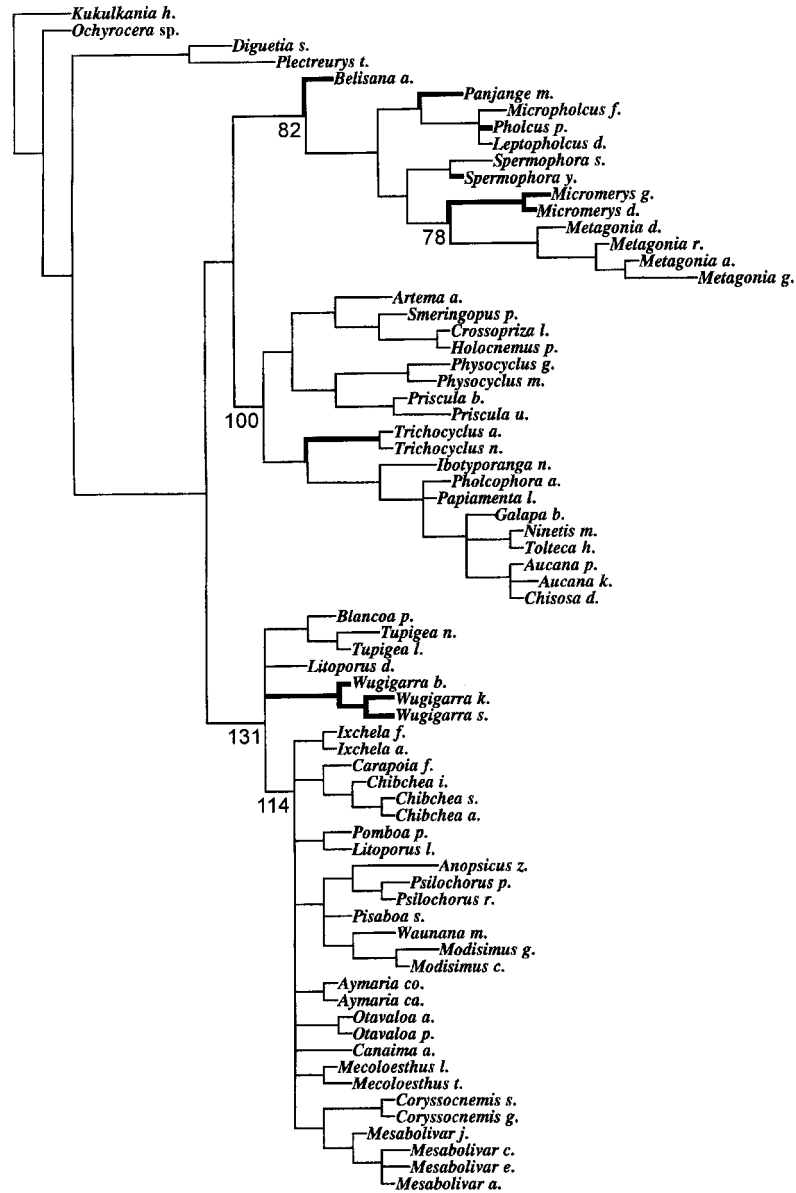 Kukulkania h.
Ochyrocera sp.
Diguetia s.
Plectreurys t.
Belisana a.
Panjange m.
Micropholcus f.
82
Pholcus p.
Leptopholcus d.
Spermophora s.
Spermophora y.
Micromerys g.
Micromerys d.
Metagonia d.
78
Metagonia r.
Metagonia a.
Metagonia g.
Artema a.
Smeringopus p.
Crossopriza l.
Holocnemus p.
Physocyclus g.
Physocyclus m.
Priscula b.
Priscula u.
100
Trichocyclus a.
Trichocyclus n.
Ibotyporanga n.
Pholcophora a.
Papiamenta l.
Galapa b.
Ninetis m.
Tolteca h.
Aucana p.
Aucana k.
Chisosa d.
Blancoa p.
Tupigea n.
Tupigea l.
Litoporus d.
Wugigarra b.
Wugigarra k.
Wugigarra s.
Ixchela f.
131
Ixchela a.
Carapoia f.
Chibchea i.
Chibchea s.
114
Chibchea a.
Pomboa p.
Litoporus l.
Anopsicus z.
Psilochorus p.
Psilochorus r.
Pisaboa s.
Waunana m.
Modisimus g.
Modisimus c.
Aymaria co.
Aymaria ca.
Otavaloa a.
Otavaloa p.
Canaima a.
Mecoloesthus l.
Mecoloesthus t.
Coryssocnemis s.
Coryssocnemis g.
Mesabolivar j.
Mesabolivar c.
Mesabolivar e.
Mesabolivar a.